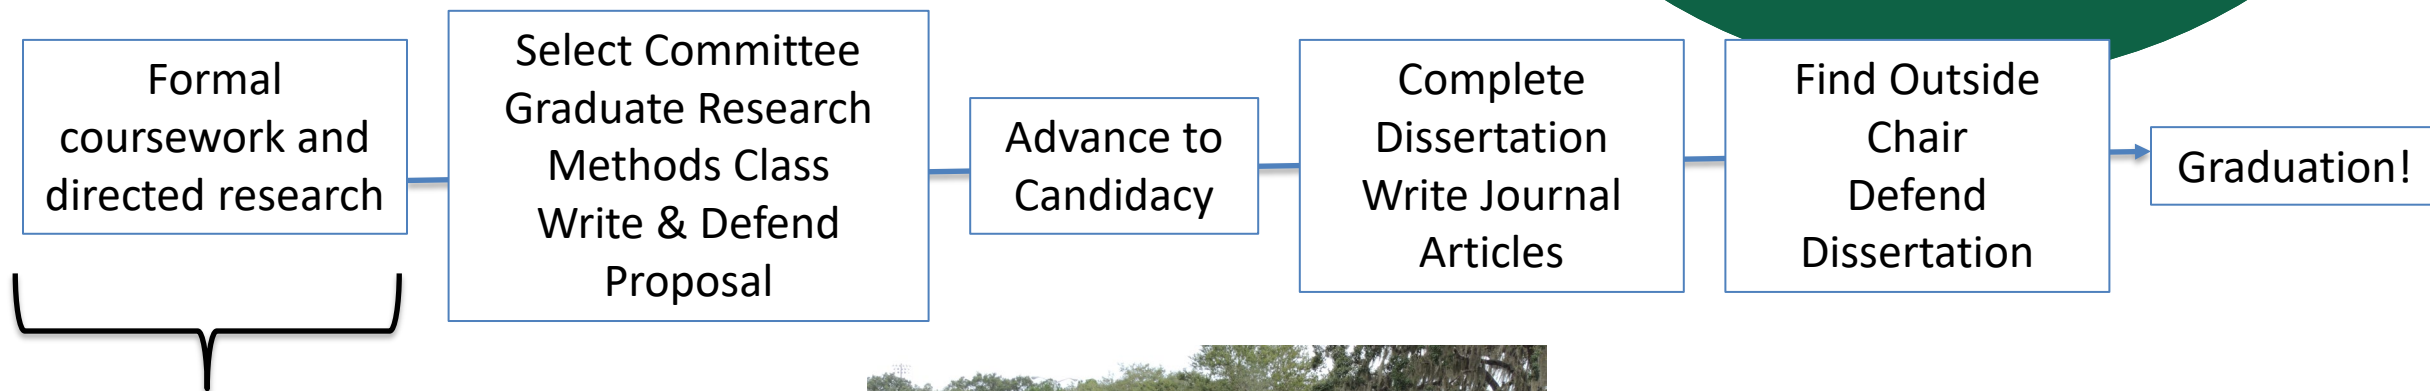 Formal
coursework and
directed research
Select Committee
Graduate Research
Methods Class
Write & Defend
Proposal
Advance to
Candidacy
Complete
Dissertation
Write Journal
Articles
Find Outside
Chair
Defend
Dissertation
Graduation!